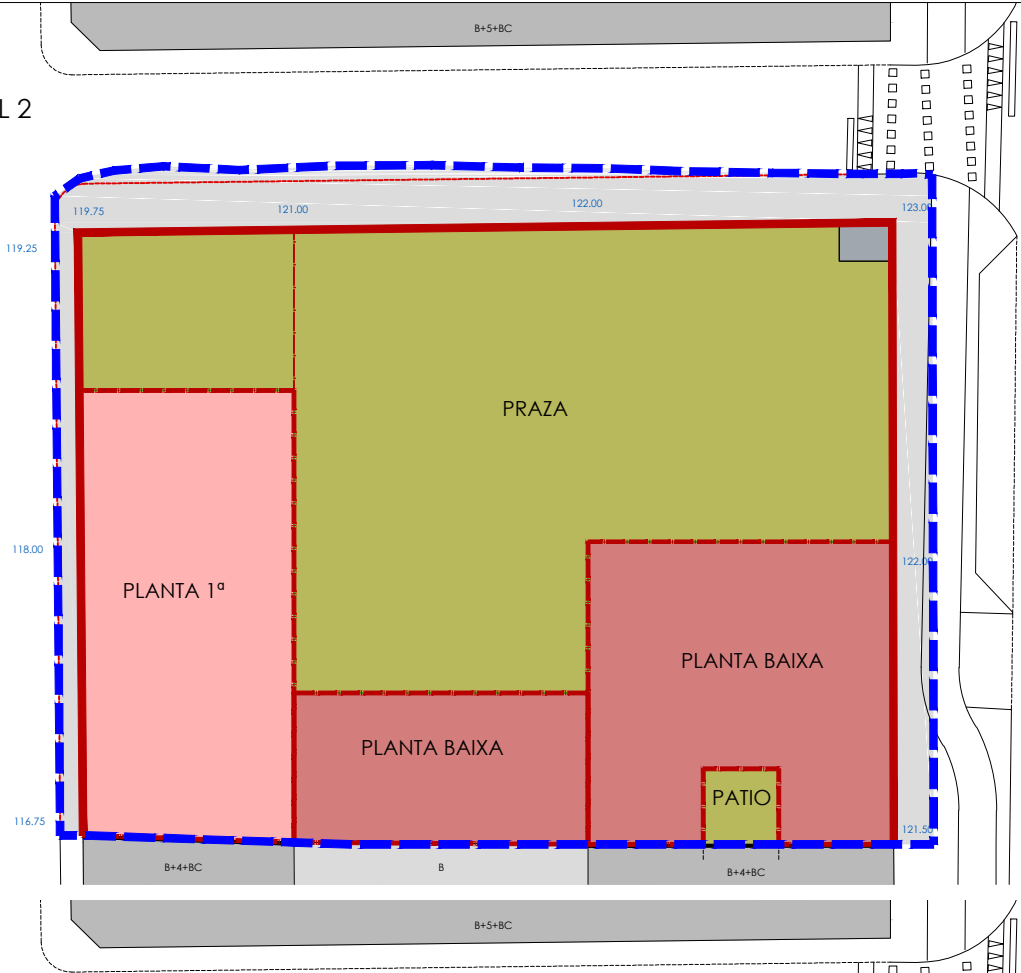 B+5+BC
L 2
119.75
121.00
122.00
123.00
119.25
PRAZA
118.00
122.00
PLANTA 1ª
PLANTA BAIXA
PLANTA BAIXA
PATIO
116.75
121.50
B+4+BC
B
B+4+BC
B+5+BC